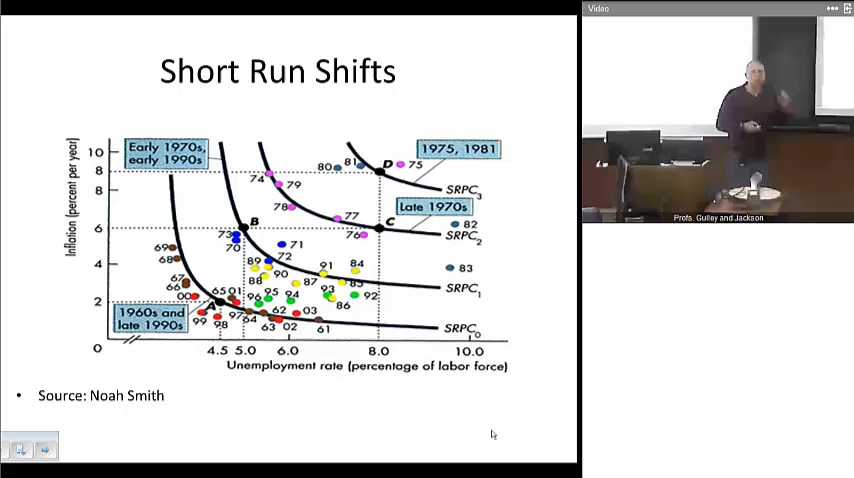 Video
Short Run Shifts
Inflation (percent per year)
10
8
8
6
4
2
0
Early 1970s,
early 1990s
1975, 1981
Late 1970s
1960s and
late 1990s
80
81
D
75
SRPC3
74
79
78
77
C
76
82
SRPC2
B
73
70
71
72
83
69
68
67
66
00
89
88
90
87
91
84
85
SRPC1
A
65
01
96
95
94
93
92
86
99
98
97
64
62
63
02
03
61
SRPC0
4.5
5.0
6.0
8.0
10.0
Unemployment rate (percentage of labor force)
• Source: Noah Smith
Profs. Gulley and Jackson